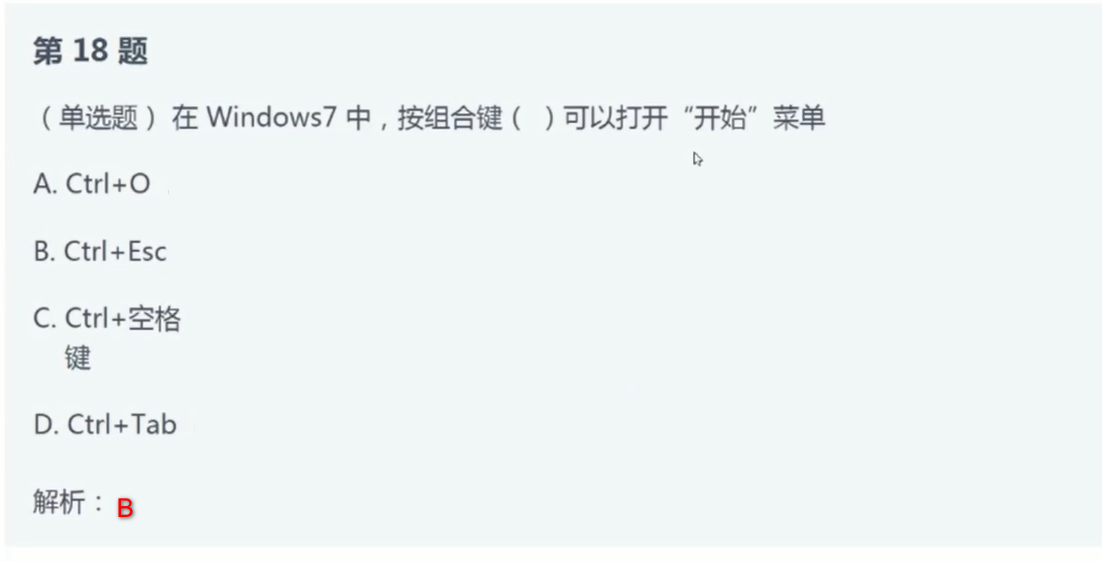 第 18 题
（单选题）在 Windows7 中，按组合键（  ）可以打开“开始”菜单
A. Ctrl+O
B. Ctrl+Esc
C. Ctrl+空格
键
D. Ctrl+Tab
解析： B